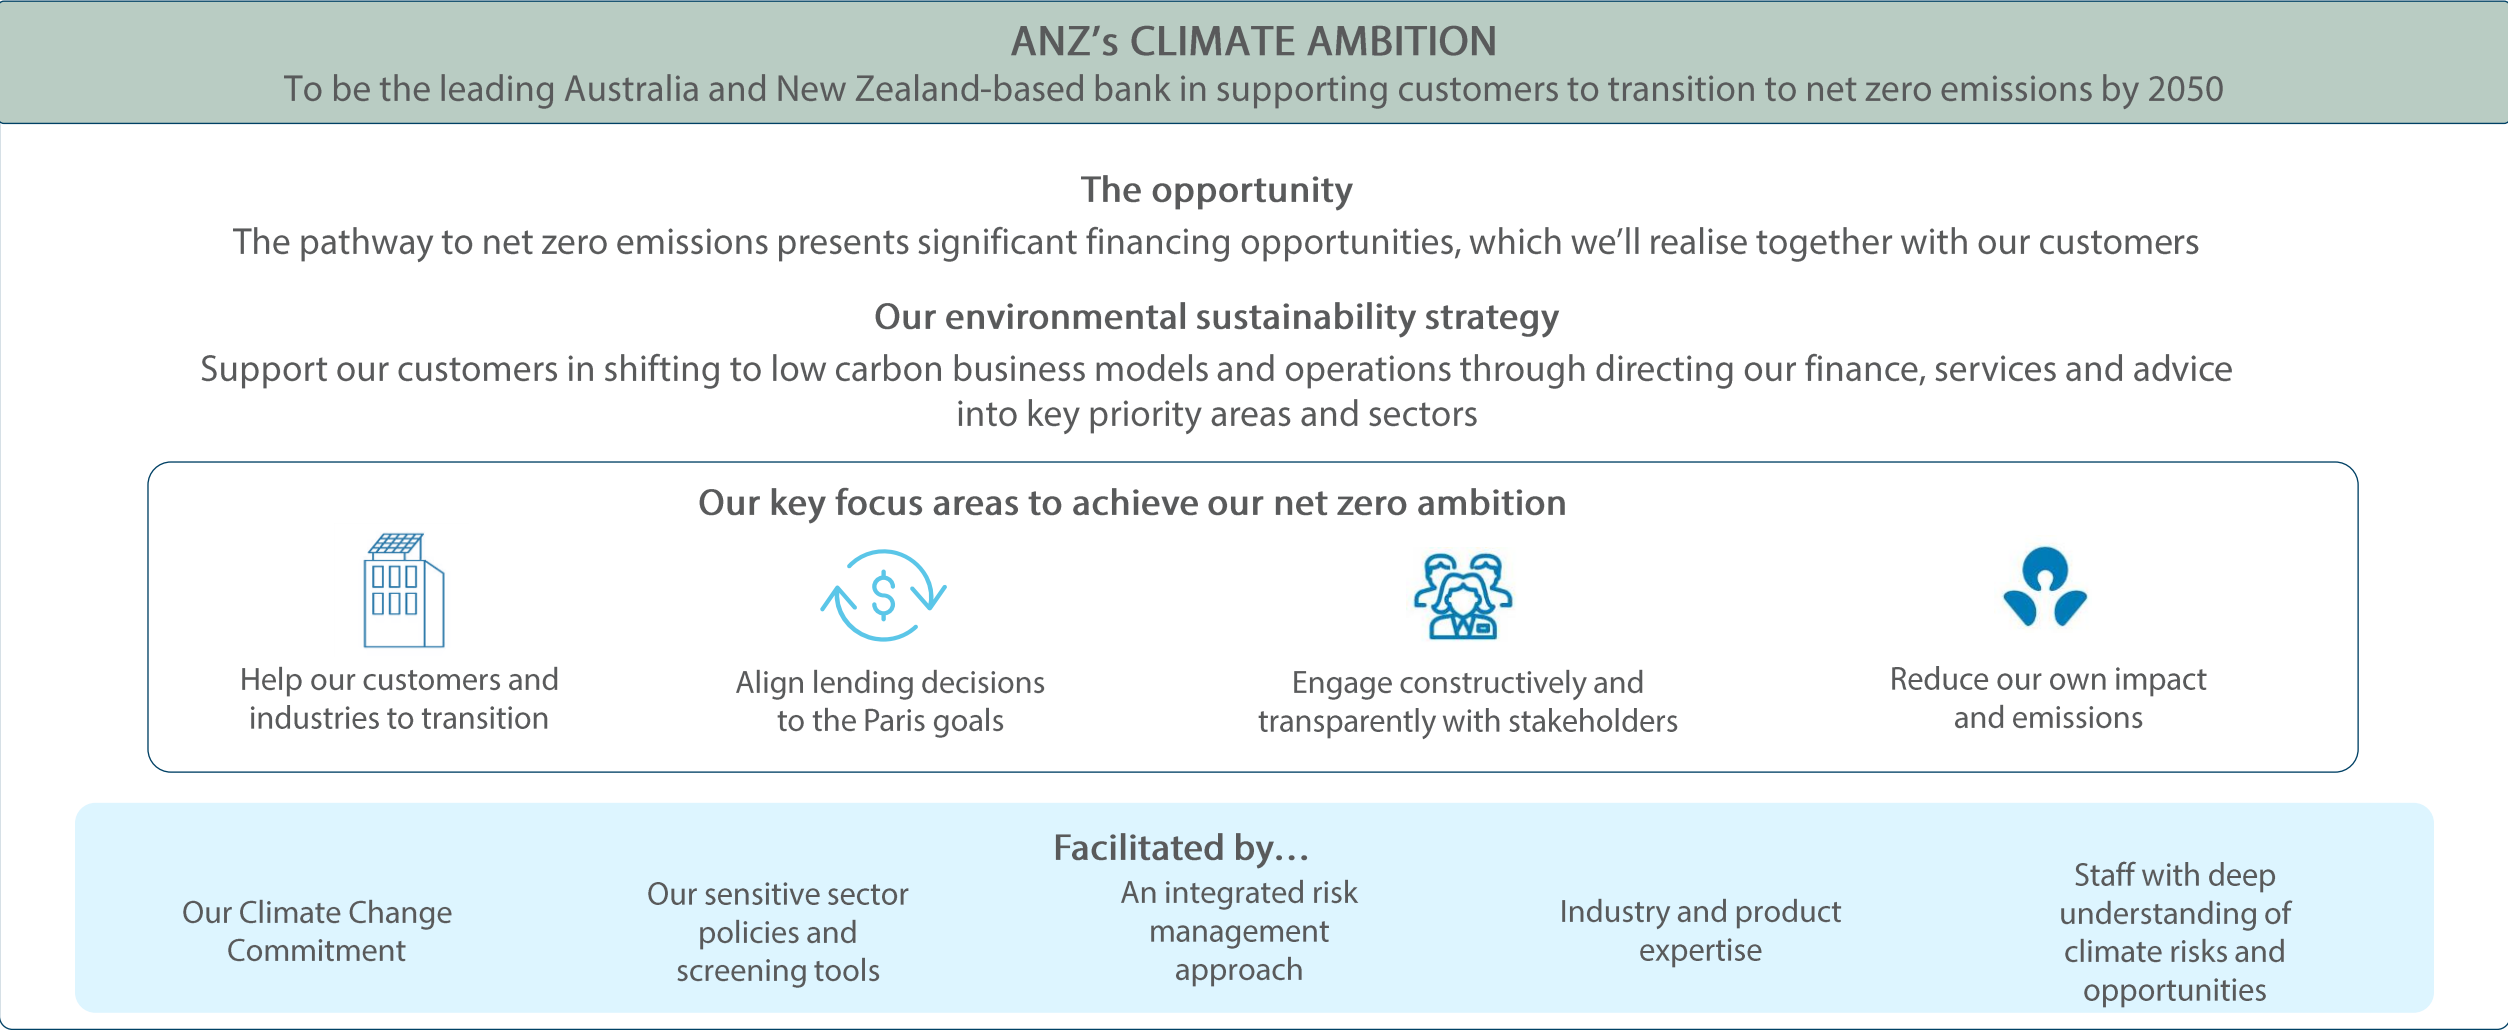 ANZ’s CLIMATE AMBITION
To be the leading Australia and New Zealand-based bank in supporting customers to transition to net zero emissions by 2050
The opportunity
The pathway to net zero emissions presents significant financing opportunities, which we’ll realise together with our customers
Our environmental sustainability strategy
Support our customers in shifting to low carbon business models and operations through directing our finance, services and advice
into key priority areas and sectors
Our key focus areas to achieve our net zero ambition
$
Help our customers and
industries to transition
Align lending decisions
to the Paris goals
Engage constructively and
transparently with stakeholders
Reduce our own impact
and emissions
Facilitated by…
Our Climate Change
Commitment
Our sensitive sector
policies and
screening tools
An integrated risk
management
approach
Industry and product
expertise
Staff with deep
understanding of
climate risks and
opportunities